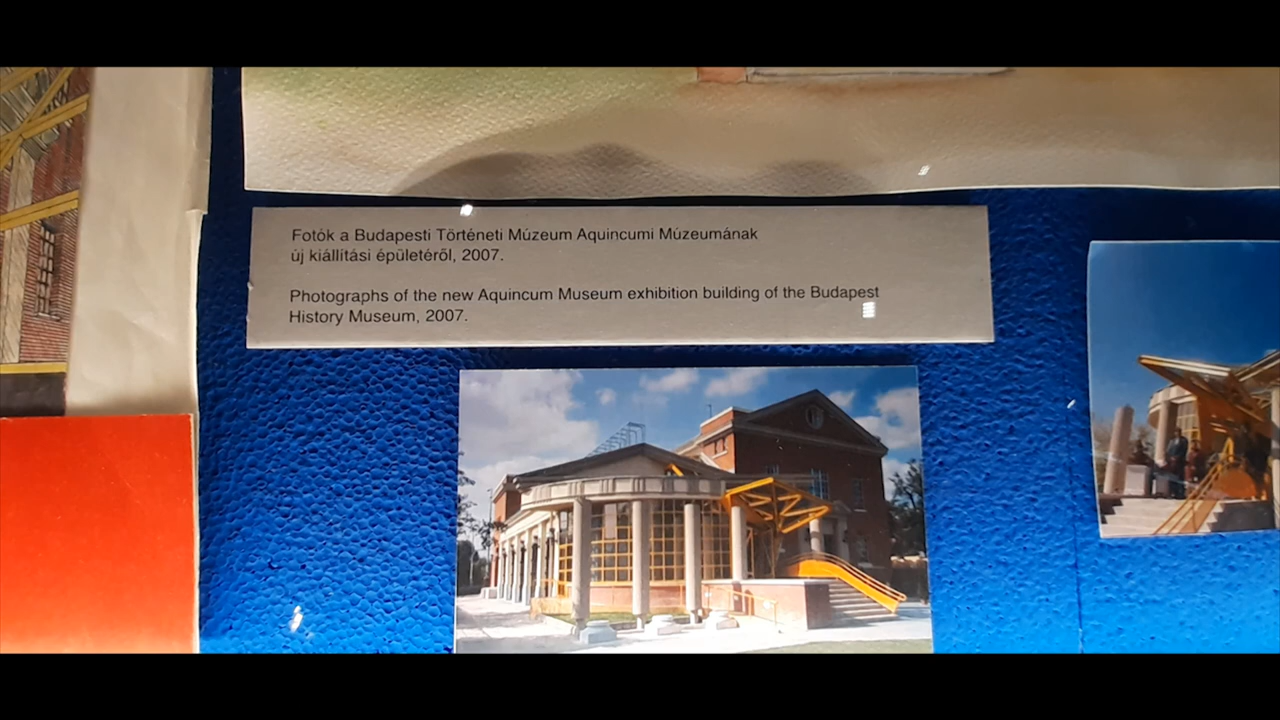 Fotók a Budapesti Történeti Múzeum Aquincumi Múzeumának
új kiállítási épületéről, 2007.
Photographs of the new Aquincum Museum exhibition building of the Budapest
History Museum, 2007.